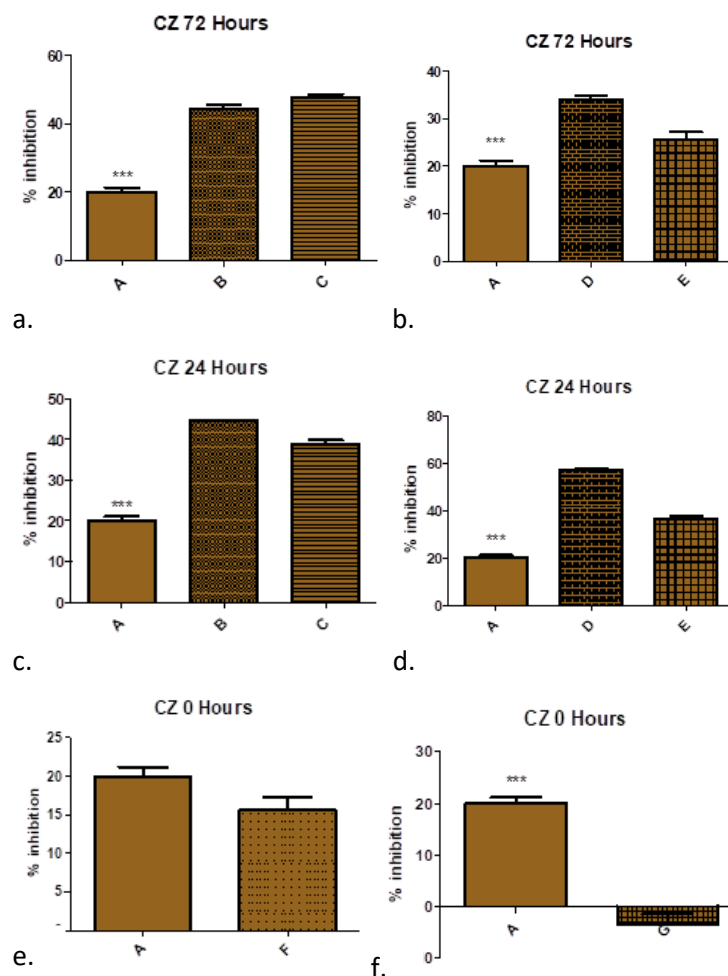 CZ 72 Hours
% inhibition
60
40
20
0
***
A
B
C
a.
CZ 72 Hours
% inhibition
40
30
20
10
0
***
A
D
E
b.
CZ 24 Hours
% inhibition
50
40
30
20
10
0
***
A
B
C
c.
CZ 24 Hours
% inhibition
80
60
40
20
0
***
A
D
E
d.
CZ 0 Hours
% inhibition
25
20
15
10
5
-
A
F
e.
CZ 0 Hours
% inhibition
30
20
10
0
0
***
A
G
f.